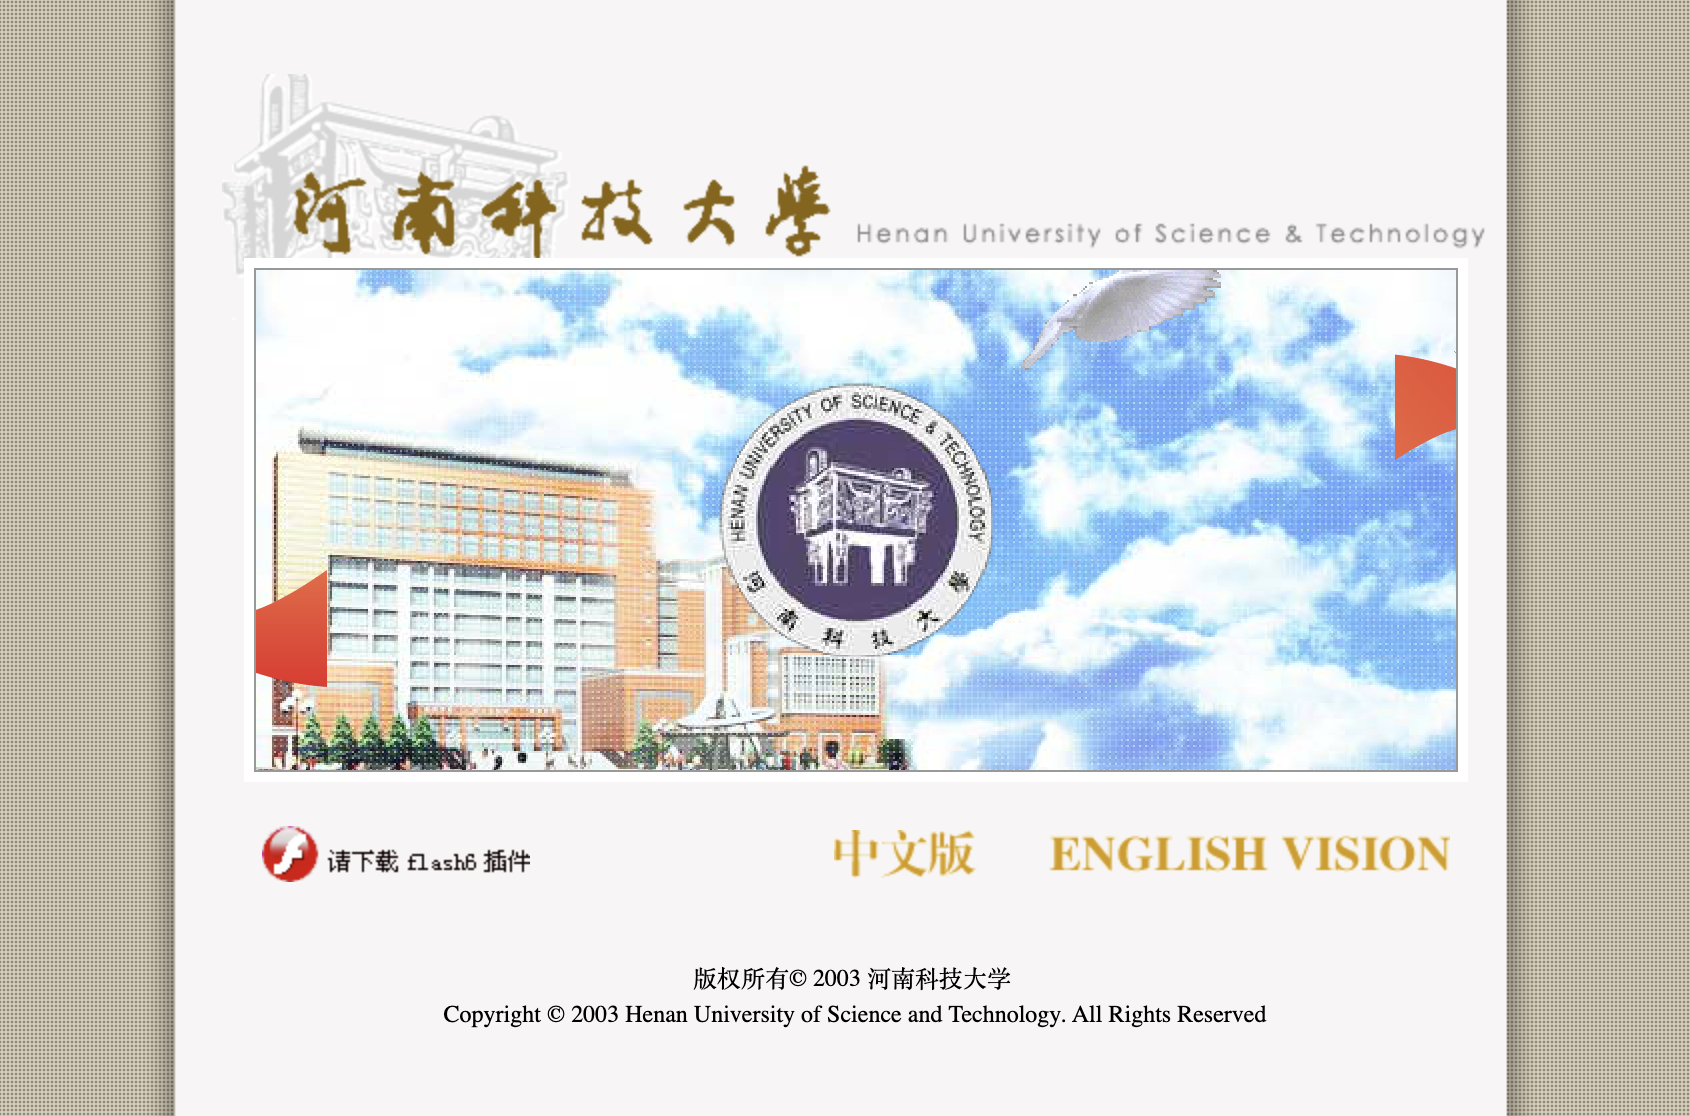 河南科技大學 Henan University of Science & Technology
HENAN UNIVERSITY OF SCIENCE & TECHNOLOGY
河南科技大學
请下载 flash6 插件
中文版 ENGLISH VISION
版权所有© 2003 河南科技大学
Copyright © 2003 Henan University of Science and Technology. All Rights Reserved